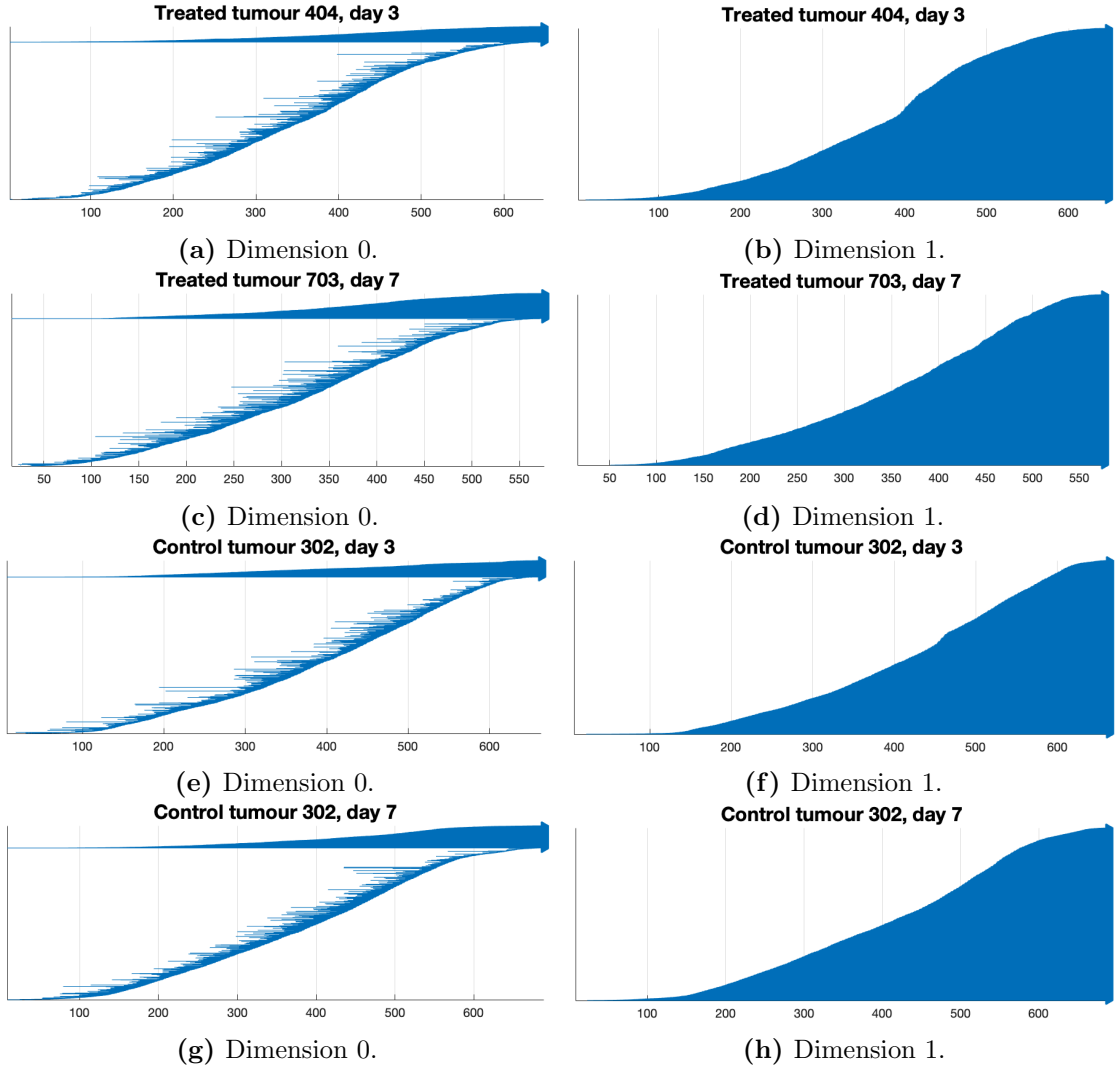 Treated tumour 404, day 3
100 200 300 400 500 600
(a) Dimension 0.
Treated tumour 404, day 3
100 200 300 400 500 600
(b) Dimension 1.
Treated tumour 703, day 7
50 100 150 200 250 300 350 400 450 500 550
(c) Dimension 0.
Treated tumour 703, day 7
50 100 150 200 250 300 350 400 450 500 550
(d) Dimension 1.
Control tumour 302, day 3
100 200 300 400 500 600
(e) Dimension 0.
Control tumour 302, day 3
100 200 300 400 500 600
(f) Dimension 1.
Control tumour 302, day 7
100 200 300 400 500 600
(g) Dimension 0.
Control tumour 302, day 7
100 200 300 400 500 600
(h) Dimension 1.